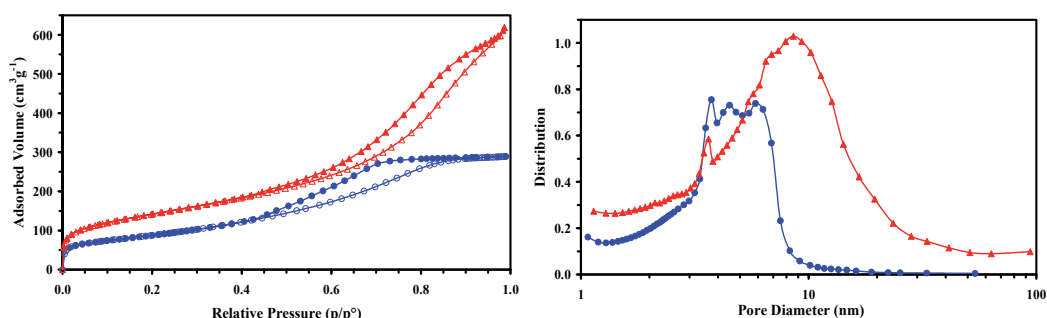 600
500
400
300
200
100
0
0.0 0.2 0.4 0.6 0.8 1.0
Adsorbed Volume (cm³g⁻¹)
Relative Pressure (p/p°)
1.0
0.8
0.6
0.4
0.2
0.0
1 10 100
Distribution
Pore Diameter (nm)